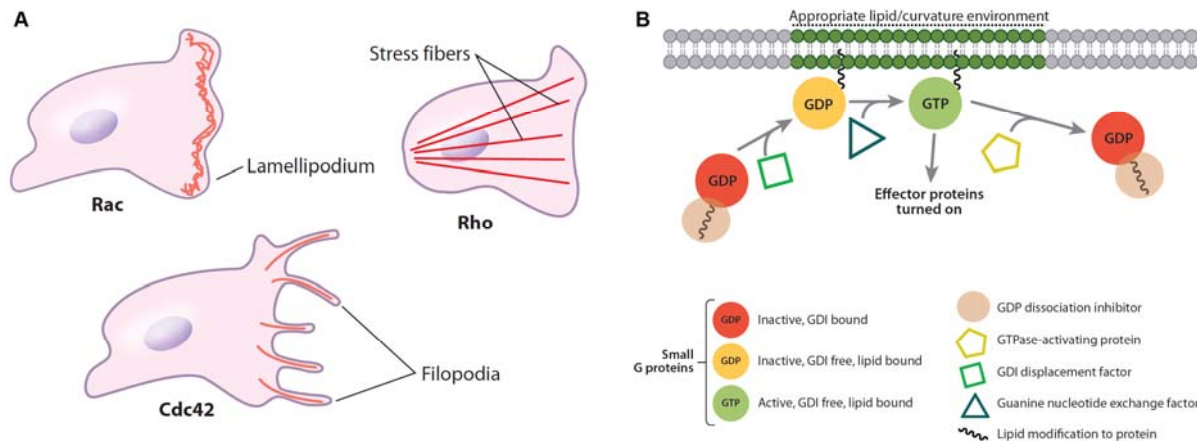 A
Stress fibers
Lamellipodium
Rac
Rho
Filopodia
Cdc42
B
Appropriate lipid/curvature environment
GDP
GTP
GDP
GDP
Effector proteins
turned on
Small
G proteins
GDP Inactive, GDI bound
GDP Inactive, GDI free, lipid bound
GTP Active, GDI free, lipid bound
GDP dissociation inhibitor
GTPase-activating protein
GDI displacement factor
Guanine nucleotide exchange factor
Lipid modification to protein